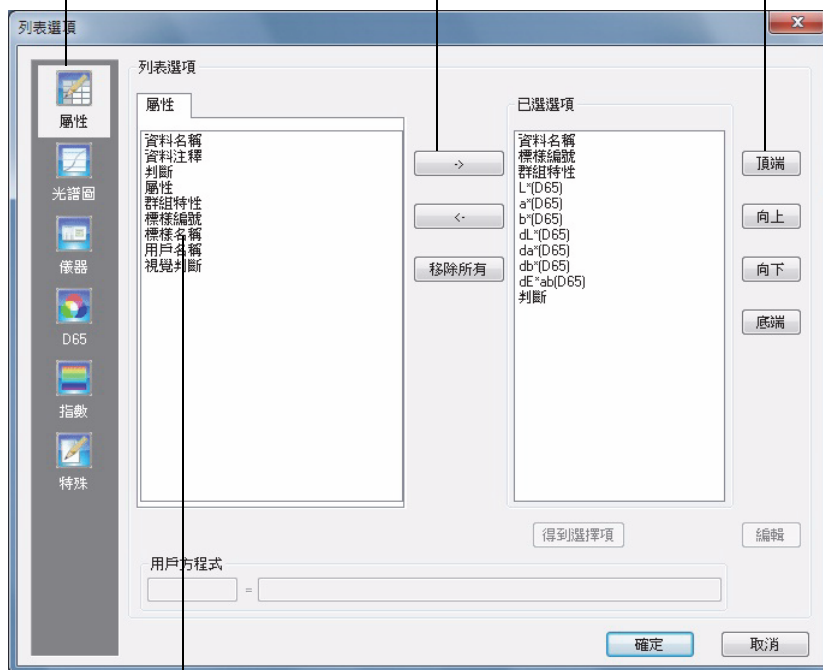 列表選項
屬性
光譜圖
儀器
D65
指數
特殊
列表選項
屬性
資料名稱
資料注釋
判斷
屬性
群組特性
標樣編號
標樣名稱
用戶名稱
視覺判斷
->
<-
移除所有
已選選項
資料名稱
標樣編號
群組特性
L*(D65)
a*(D65)
b*(D65)
dL*(D65)
da*(D65)
db*(D65)
dE*ab(D65)
判斷
頂端
向上
向下
底端
得到選擇項
編輯
用戶方程式
=
確定
取消